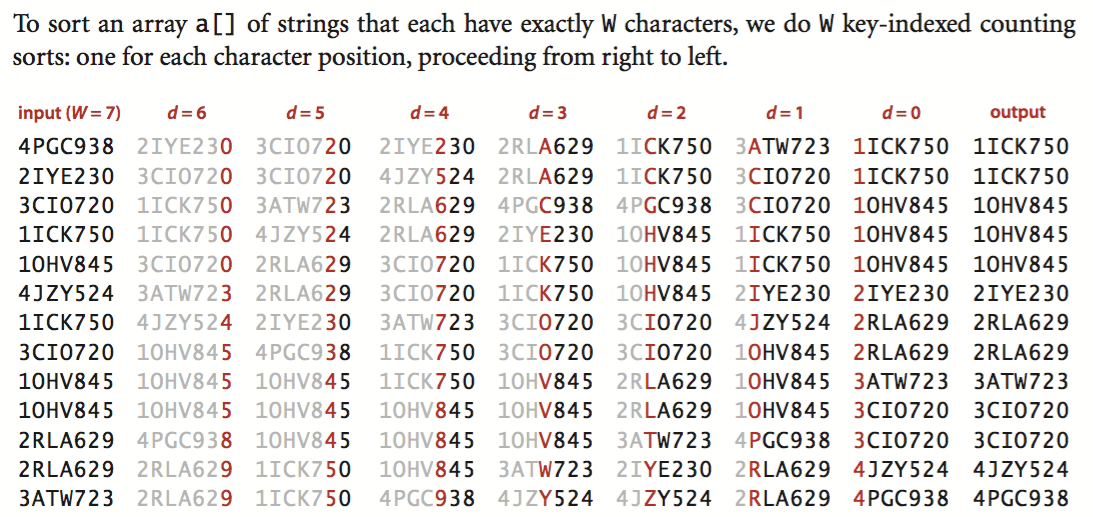 To sort an array a[] of strings that each have exactly W characters, we do W key-indexed counting
sorts: one for each character position, proceeding from right to left.
input (W = 7) d = 6 d = 5 d = 4 d = 3 d = 2 d = 1 d = 0 output
4PGC938 2IYE230 3CIO720 2IYE230 2RLA629 1ICK750 3ATW723 1ICK750 1ICK750
2IYE230 3CIO720 3CIO720 4JZY524 2RLA629 1ICK750 3CIO720 1ICK750 1ICK750
3CIO720 1ICK750 3ATW723 2RLA629 4PGC938 4PGC938 3CIO720 1OHV845 1OHV845
1ICK750 1ICK750 4JZY524 2RLA629 2IYE230 1OHV845 1ICK750 1OHV845 1OHV845
1OHV845 3CIO720 2RLA629 3CIO720 1ICK750 1OHV845 1ICK750 1OHV845 1OHV845
4JZY524 3ATW723 2RLA629 3CIO720 1ICK750 1OHV845 2IYE230 2IYE230 2IYE230
1ICK750 4JZY524 2IYE230 3ATW723 3CIO720 3CIO720 4JZY524 2RLA629 2RLA629
3CIO720 1OHV845 4PGC938 1ICK750 3CIO720 3CIO720 1OHV845 2RLA629 2RLA629
1OHV845 1OHV845 1OHV845 1ICK750 1OHV845 2RLA629 1OHV845 3ATW723 3ATW723
1OHV845 1OHV845 1OHV845 1OHV845 1OHV845 2RLA629 1OHV845 3CIO720 3CIO720
2RLA629 4PGC938 1OHV845 1OHV845 1OHV845 3ATW723 4PGC938 3CIO720 3CIO720
2RLA629 2RLA629 1ICK750 1OHV845 3ATW723 2IYE230 2RLA629 4JZY524 4JZY524
3ATW723 2RLA629 1ICK750 4PGC938 4JZY524 4JZY524 2RLA629 4PGC938 4PGC938